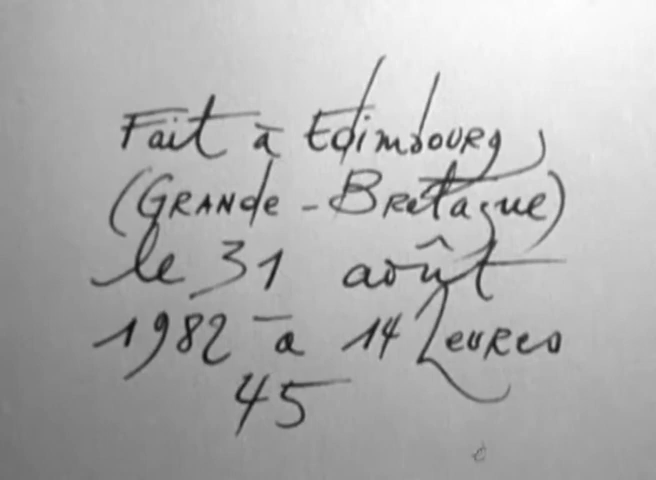 Fait à Edimbourg,
(GRANde-BRetagne)
le 31 août
1982 à 14 heures
45